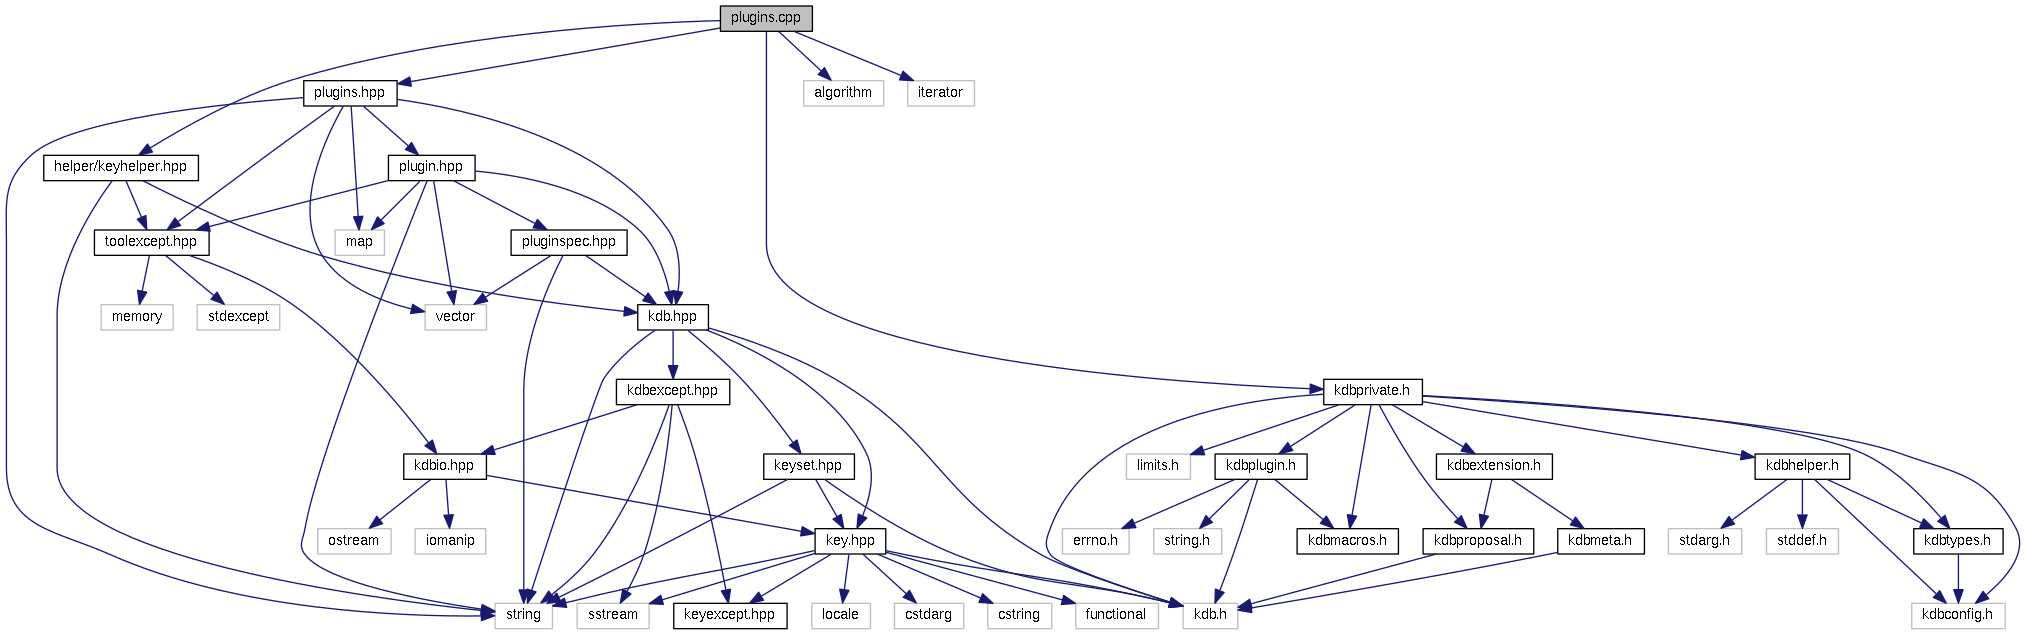 plugins.cpp
plugins.hpp
algorithm
iterator
helper/keyhelper.hpp
plugin.hpp
toolexcept.hpp
map
pluginspec.hpp
memory
stdexcept
vector
kdb.hpp
kdbexcept.hpp
kdbprivate.h
kdbio.hpp
keyset.hpp
limits.h
kdbplugin.h
kdbextension.h
kdbhelper.h
ostream
iomanip
key.hpp
errno.h
string.h
kdbmacros.h
kdbproposal.h
kdbmeta.h
stdarg.h
stddef.h
kdbtypes.h
string
sstream
keyexcept.hpp
locale
cstdarg
cstring
functional
kdb.h
kdbconfig.h